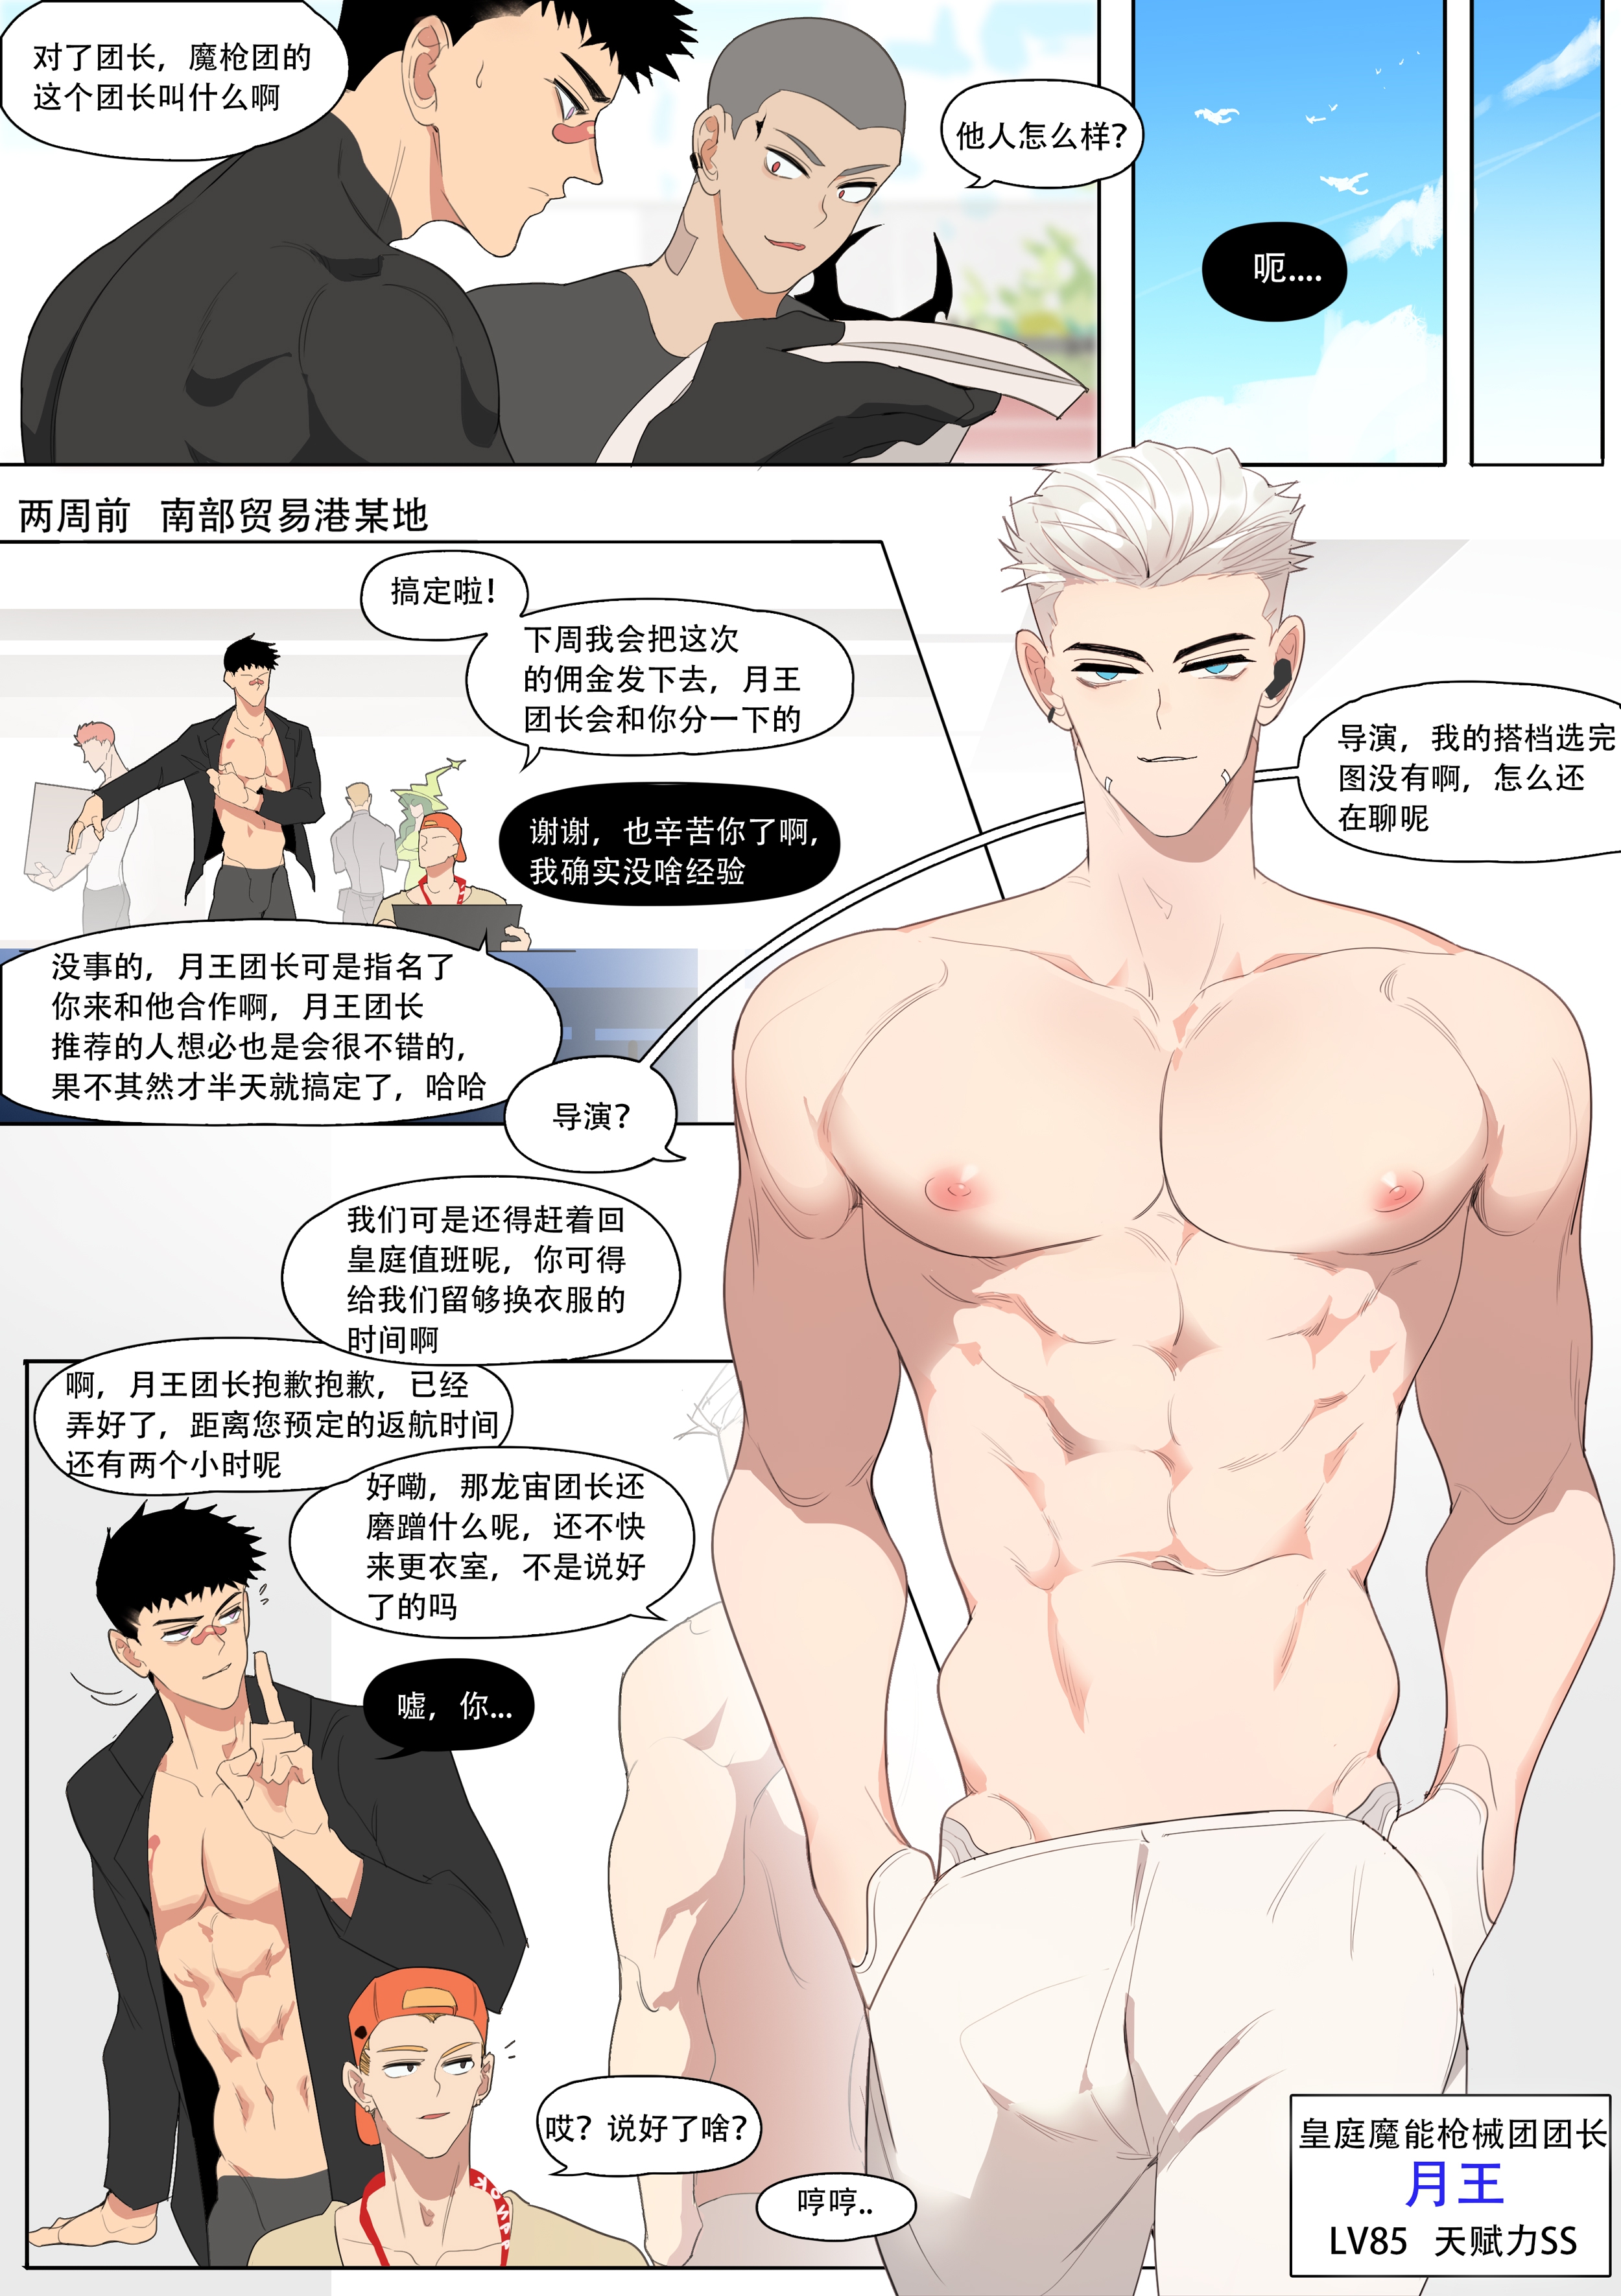 对了团长，魔枪团的
这个团长叫什么啊
他人怎么样？
呃....
两周前 南部贸易港某地
搞定啦！
下周我会把这次
的佣金发下去，月王
团长会和你分一下的
谢谢，也辛苦你了啊，
我确实没啥经验
导演，我的搭档选完
图没有啊，怎么还
在聊呢
没事的，月王团长可是指名了
你来和他合作啊，月王团长
推荐的人想必也是会很不错的，
果不其然才半天就搞定了，哈哈
导演？
我们可是还得赶着回
皇庭值班呢，你可得
给我们留够换衣服的
时间啊
啊，月王团长抱歉抱歉，已经
弄好了，距离您预定的返航时间
还有两个小时呢
好嘞，那龙宙团长还
磨蹭什么呢，还不快
来更衣室，不是说好
了的吗
嘘，你...
哎？说好了啥？
哼哼..
皇庭魔能枪械团团长
月王
LV85 天赋力SS